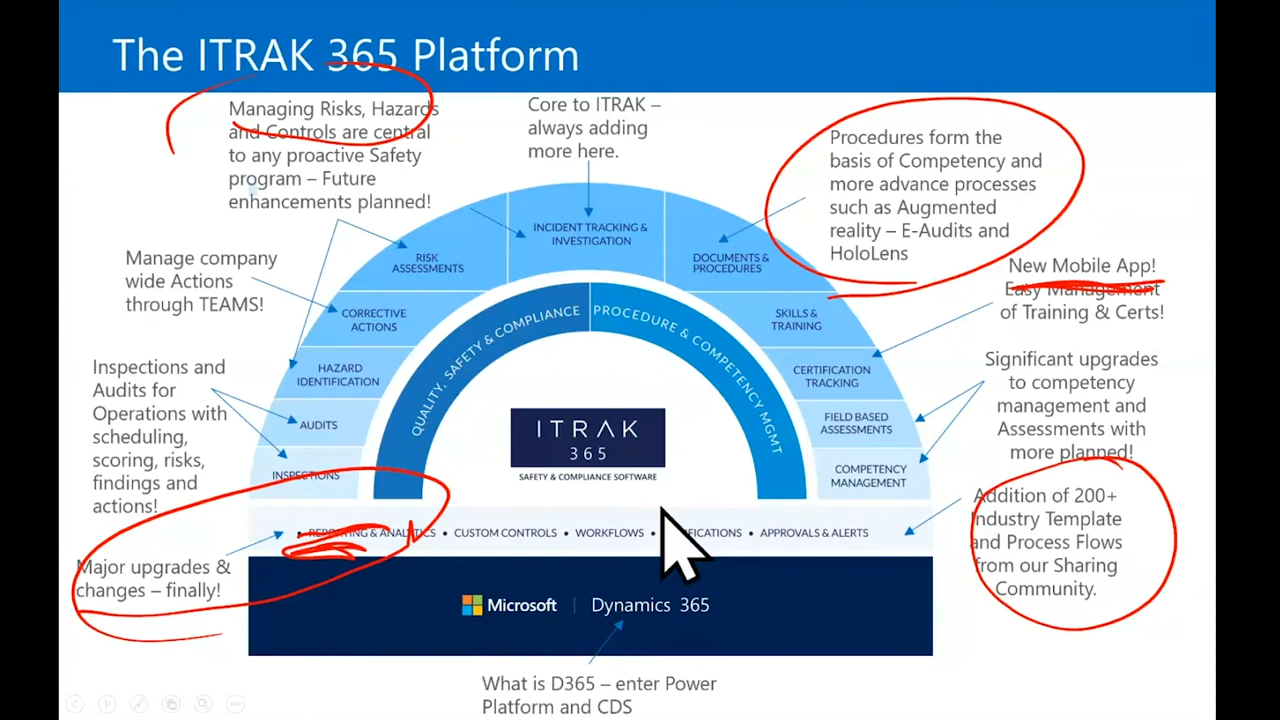 The ITRAK 365 Platform
Managing Risks, Hazards
and Controls are central
to any proactive Safety
program – Future
enhancements planned!
Core to ITRAK –
always adding
more here.
Procedures form the
basis of Competency and
more advance processes
such as Augmented
reality – E-Audits and
HoloLens
Manage company
wide Actions
through TEAMS!
New Mobile App!
Easy Management
of Training & Certs!
Inspections and
Audits for
Operations with
scheduling,
scoring, risks,
findings and
actions!
Significant upgrades
to competency
management and
Assessments with
more planned!
Major upgrades &
changes – finally!
Addition of 200+
Industry Template
and Process Flows
from our Sharing
Community.
INCIDENT TRACKING &
INVESTIGATION
RISK
ASSESSMENTS
DOCUMENTS &
PROCEDURES
CORRECTIVE
ACTIONS
SKILLS &
TRAINING
HAZARD
IDENTIFICATION
CERTIFICATION
TRACKING
AUDITS
FIELD BASED
ASSESSMENTS
INSPECTIONS
COMPETENCY
MANAGEMENT
QUALITY, SAFETY & COMPLIANCE
PROCEDURE & COMPETENCY MGMT
ITRAK
365
SAFETY & COMPLIANCE SOFTWARE
• REPORTING & ANALYTICS • CUSTOM CONTROLS • WORKFLOWS • IFICATIONS • APPROVALS & ALERTS
Microsoft | Dynamics 365
What is D365 – enter Power
Platform and CDS